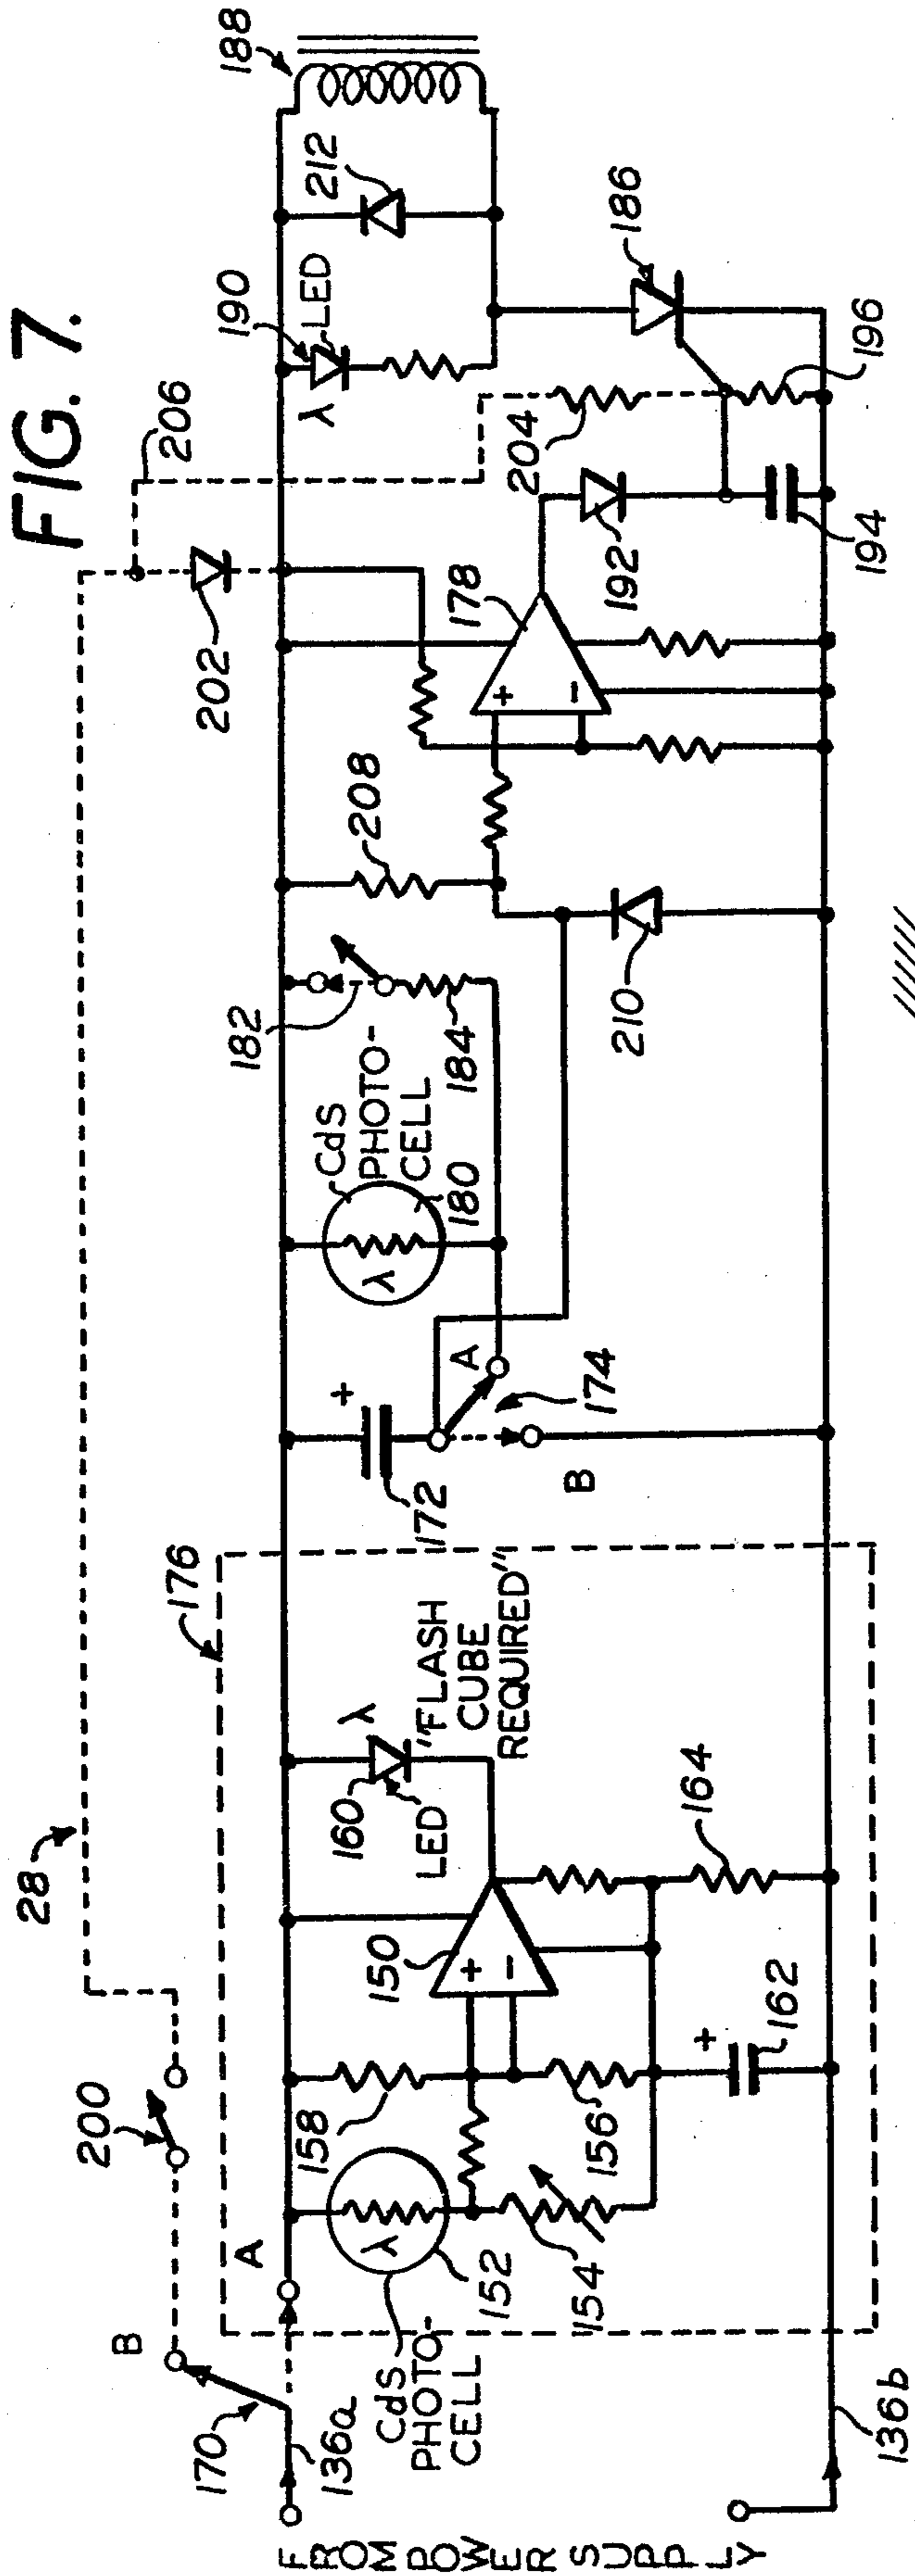 FIG. 7.
28
206
190
188
LED
λ
212
202
176
B
200
A
170
136a
158
CdS
PHOTO-
CELL
λ
152
154
150
+
-
156
162
+
160
LED
λ
"FLASH
CUBE
REQUIRED"
164
172
+
A
174
B
CdS
PHOTO-
CELL
λ
180
182
184
208
210
178
+
-
192
204
194
186
196
136b
FROM POWER SUPPLY